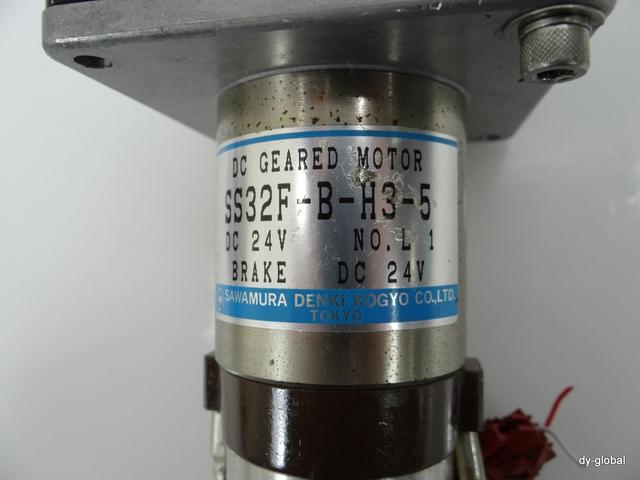 DC GEARED MOTOR
SS32F-B-H3-5
DC 24V NO.L 1
BRAKE DC 24V
SAWAMURA DENKI KOGYO CO.,LTD.
TOKYO
dy-global